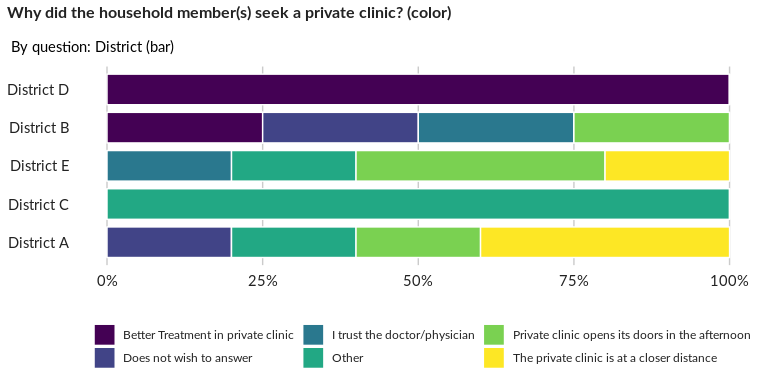 Why did the household member(s) seek a private clinic? (color)
By question: District (bar)
District D
District B
District E
District C
District A
0% 25% 50% 75% 100%
Better Treatment in private clinic I trust the doctor/physician Private clinic opens its doors in the afternoon
Does not wish to answer Other The private clinic is at a closer distance